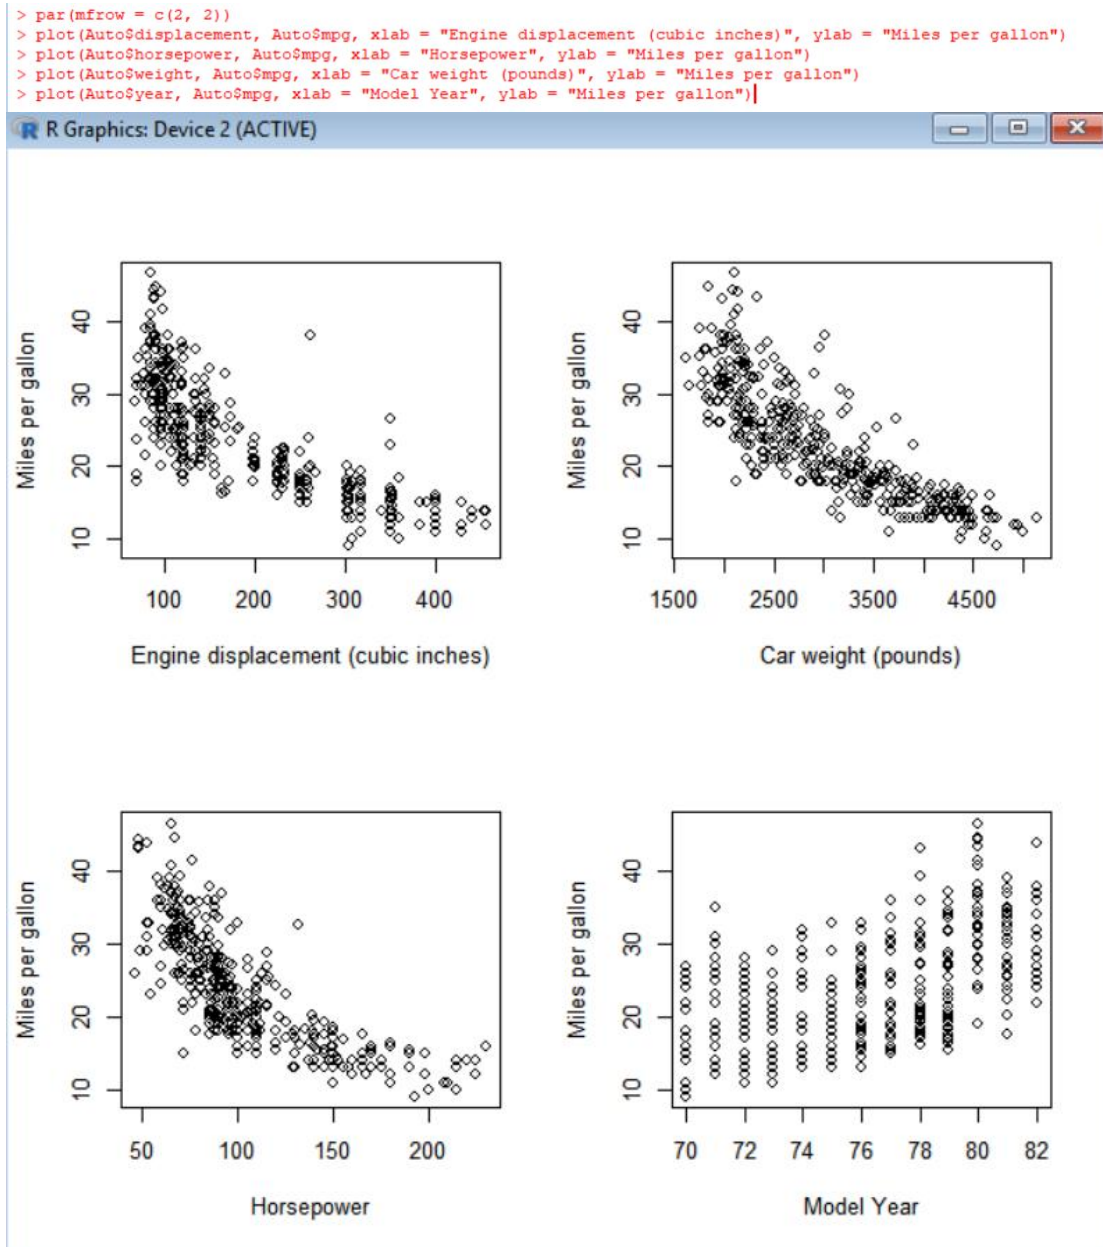 > par(mfrow = c(2, 2))
> plot(Auto$displacement, Auto$mpg, xlab = "Engine displacement (cubic inches)", ylab = "Miles per gallon")
> plot(Auto$horsepower, Auto$mpg, xlab = "Horsepower", ylab = "Miles per gallon")
> plot(Auto$weight, Auto$mpg, xlab = "Car weight (pounds)", ylab = "Miles per gallon")
> plot(Auto$year, Auto$mpg, xlab = "Model Year", ylab = "Miles per gallon")
R R Graphics: Device 2 (ACTIVE)
Miles per gallon
40
30
20
10
100 200 300 400
Engine displacement (cubic inches)
Miles per gallon
40
30
20
10
1500 2500 3500 4500
Car weight (pounds)
Miles per gallon
40
30
20
10
50 100 150 200
Horsepower
Miles per gallon
40
30
20
10
70 72 74 76 78 80 82
Model Year